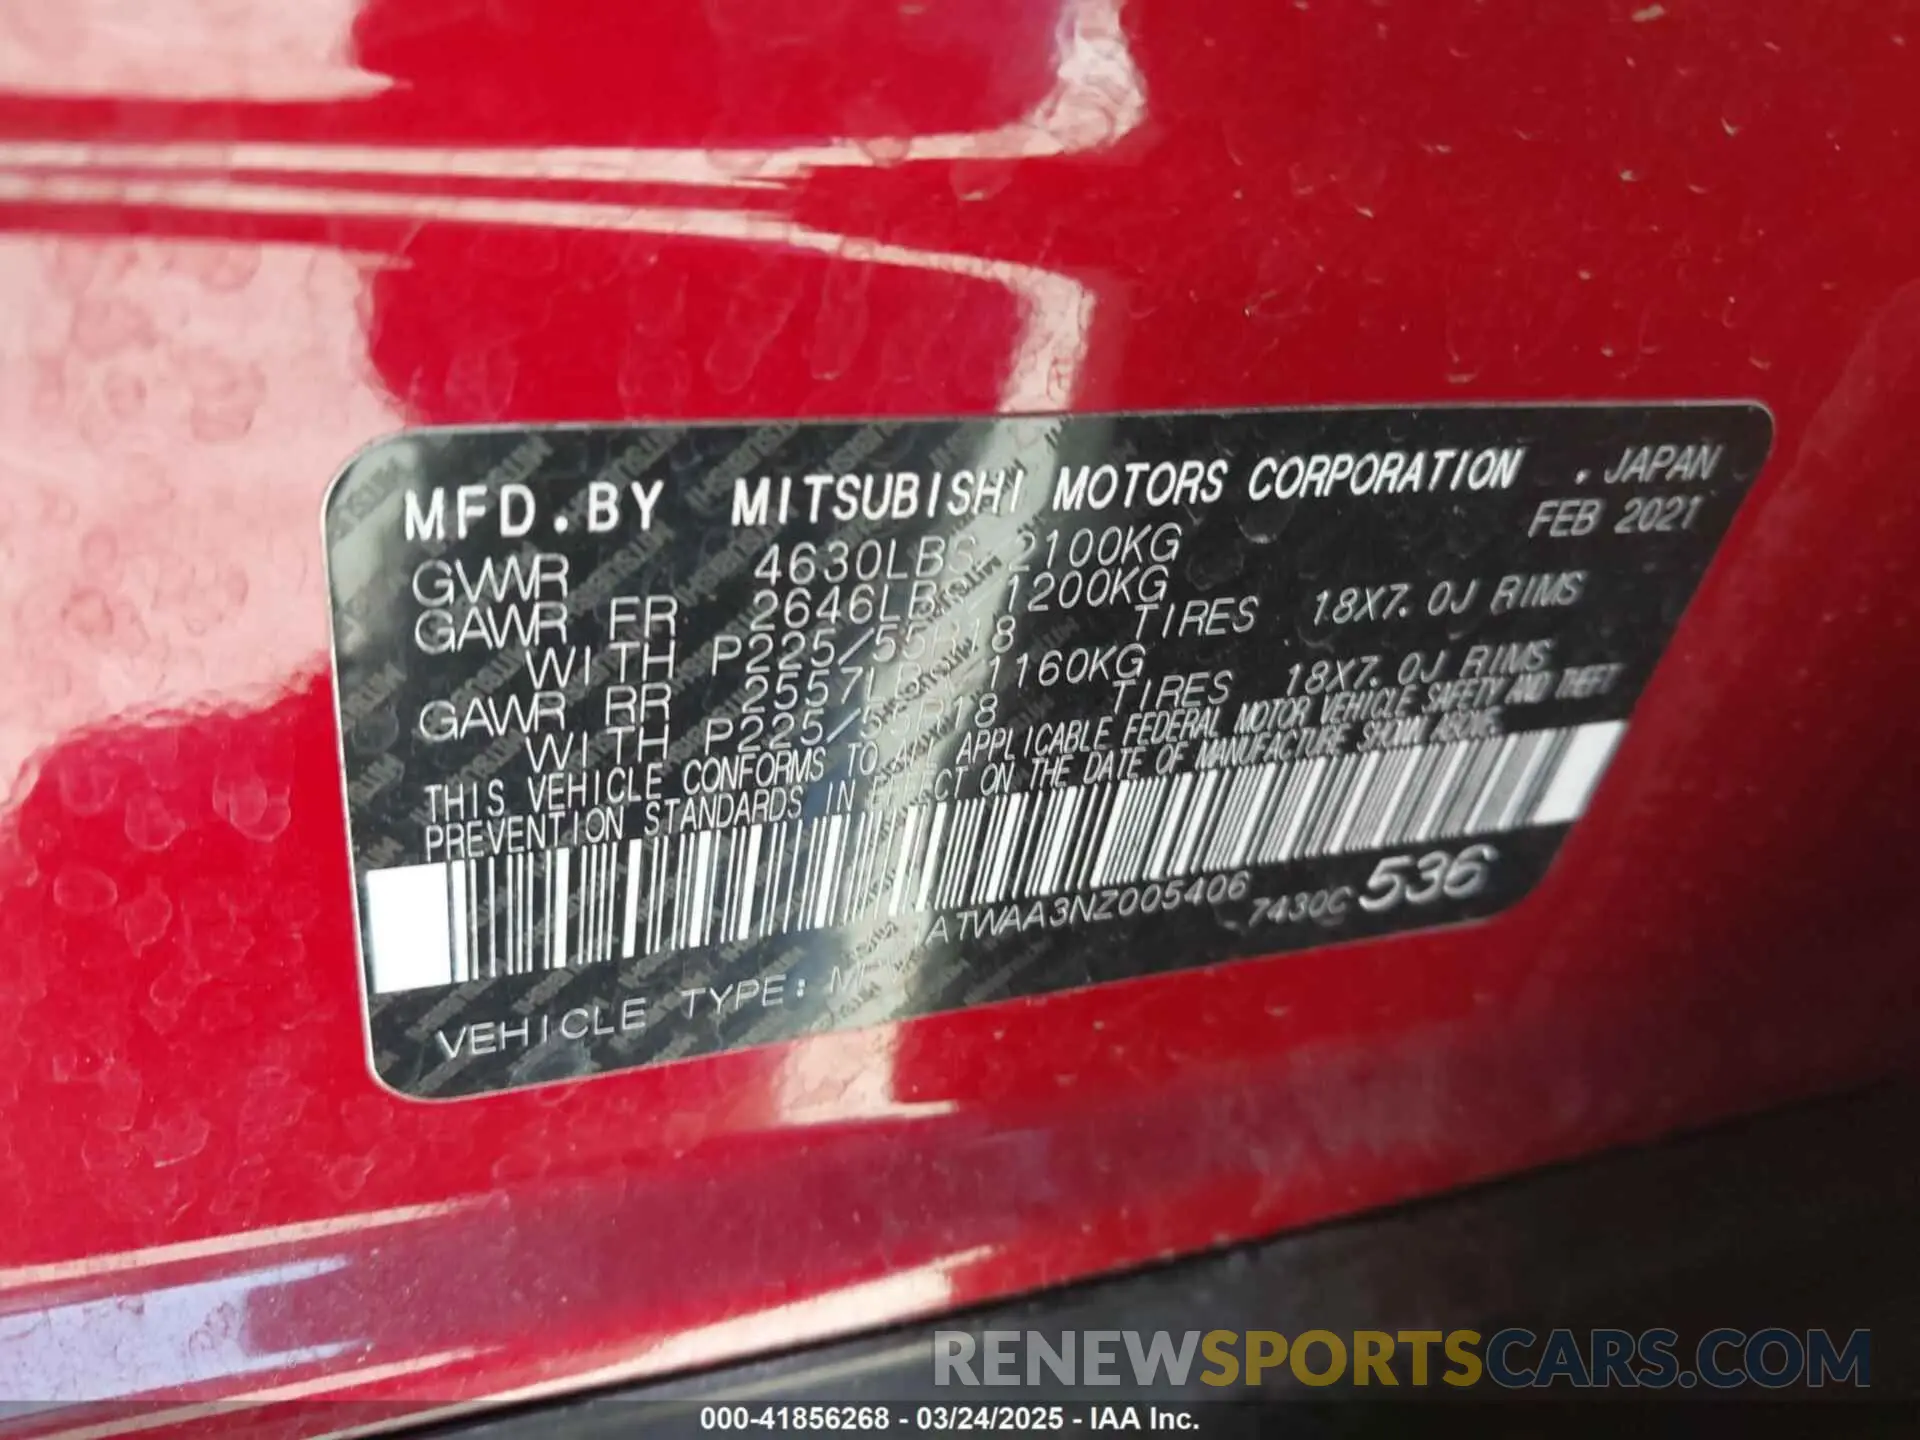 MFD.BY MITSUBISHI MOTORS CORPORATION . JAPAN
FEB 2021
GVWR 4630LBS 2100KG
GAWR FR 2646LBS 1200KG
WITH P225/55R18 TIRES 18X7.0J RIMS
GAWR RR 2557LBS 1160KG
WITH P225/55R18 TIRES 18X7.0J RIMS
THIS VEHICLE CONFORMS TO ALL APPLICABLE FEDERAL MOTOR VEHICLE SAFETY AND THEFT
PREVENTION STANDARDS IN EFFECT ON THE DATE OF MANUFACTURE SHOWN ABOVE.
ATWAA3NZ005406 7430C 536
VEHICLE TYPE:
RENEWSPORTSCARS.COM
000-41856268 - 03/24/2025 - IAA Inc.